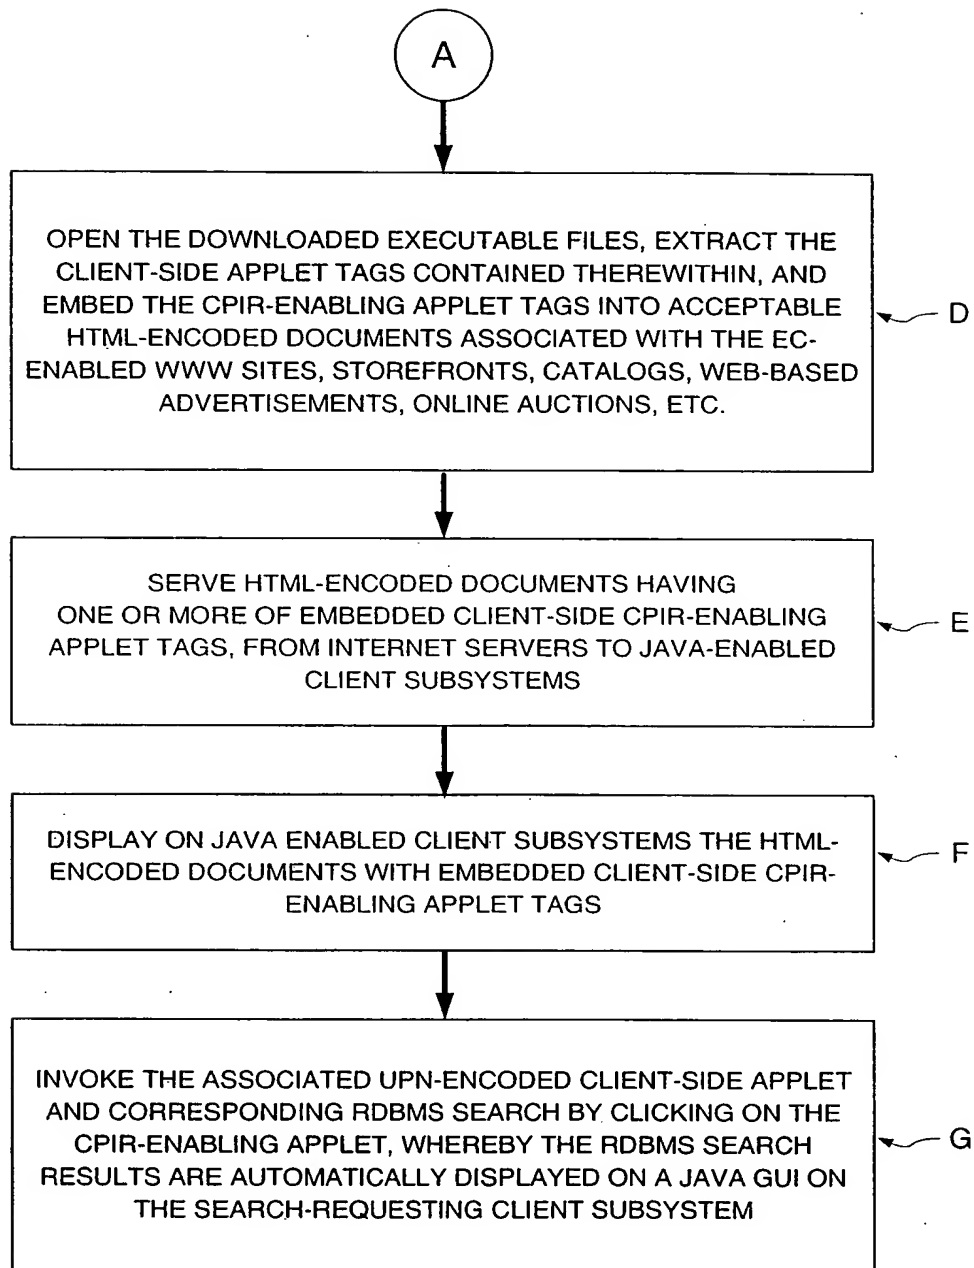 A
OPEN THE DOWNLOADED EXECUTABLE FILES, EXTRACT THE
CLIENT-SIDE APPLET TAGS CONTAINED THEREWITHIN, AND
EMBED THE CPIR-ENABLING APPLET TAGS INTO ACCEPTABLE
HTML-ENCODED DOCUMENTS ASSOCIATED WITH THE EC-
ENABLED WWW SITES, STOREFRONTS, CATALOGS, WEB-BASED
ADVERTISEMENTS, ONLINE AUCTIONS, ETC.
D
SERVE HTML-ENCODED DOCUMENTS HAVING
ONE OR MORE OF EMBEDDED CLIENT-SIDE CPIR-ENABLING
APPLET TAGS, FROM INTERNET SERVERS TO JAVA-ENABLED
CLIENT SUBSYSTEMS
E
DISPLAY ON JAVA ENABLED CLIENT SUBSYSTEMS THE HTML-
ENCODED DOCUMENTS WITH EMBEDDED CLIENT-SIDE CPIR-
ENABLING APPLET TAGS
F
INVOKE THE ASSOCIATED UPN-ENCODED CLIENT-SIDE APPLET
AND CORRESPONDING RDBMS SEARCH BY CLICKING ON THE
CPIR-ENABLING APPLET, WHEREBY THE RDBMS SEARCH
RESULTS ARE AUTOMATICALLY DISPLAYED ON A JAVA GUI ON
THE SEARCH-REQUESTING CLIENT SUBSYSTEM
G